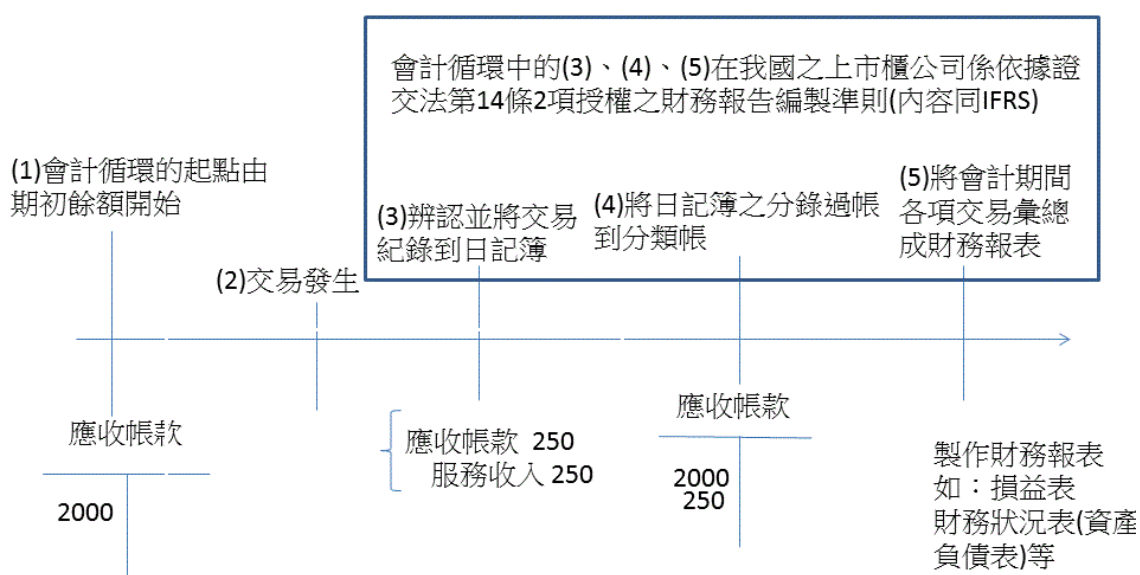 會計循環中的(3)、(4)、(5)在我國之上市櫃公司係依據證
交法第14條2項授權之財務報告編製準則(內容同IFRS)
(1)會計循環的起點由
期初餘額開始
(2)交易發生
(3)辨認並將交易
紀錄到日記簿
(4)將日記簿之分錄過帳
到分類帳
(5)將會計期間
各項交易彙總
成財務報表
應收帳款
2000
應收帳款 250
服務收入 250
應收帳款
2000
250
製作財務報表
如：損益表
財務狀況表(資產
負債表)等